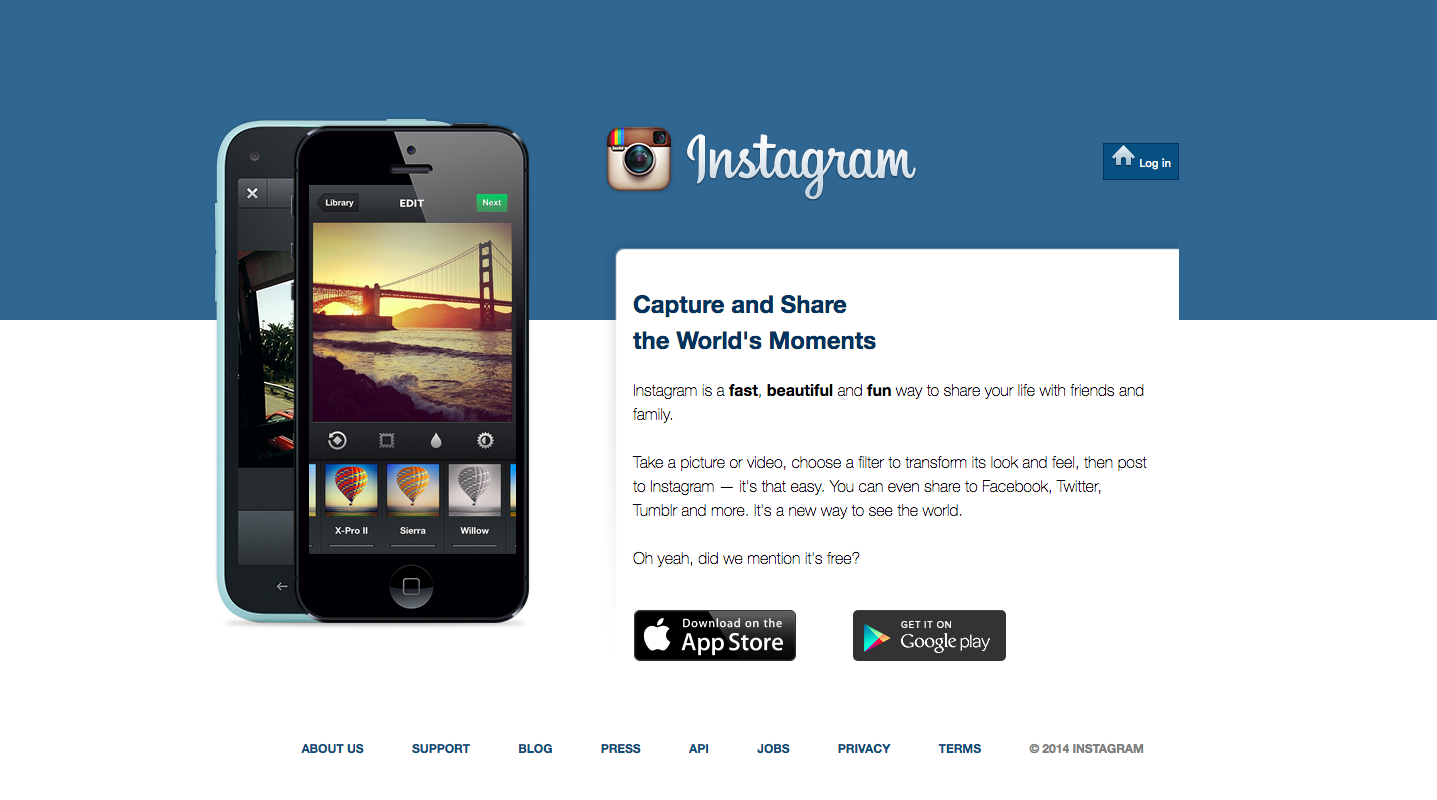 Instagram
Log in
Library
EDIT
Next
X-Pro II
Sierra
Willow
Capture and Share
the World's Moments
Instagram is a fast, beautiful and fun way to share your life with friends and
family.
Take a picture or video, choose a filter to transform its look and feel, then post
to Instagram — it's that easy. You can even share to Facebook, Twitter,
Tumblr and more. It's a new way to see the world.
Oh yeah, did we mention it's free?
Download on the
App Store
GET IT ON
Google play
ABOUT US SUPPORT BLOG PRESS API JOBS PRIVACY TERMS © 2014 INSTAGRAM